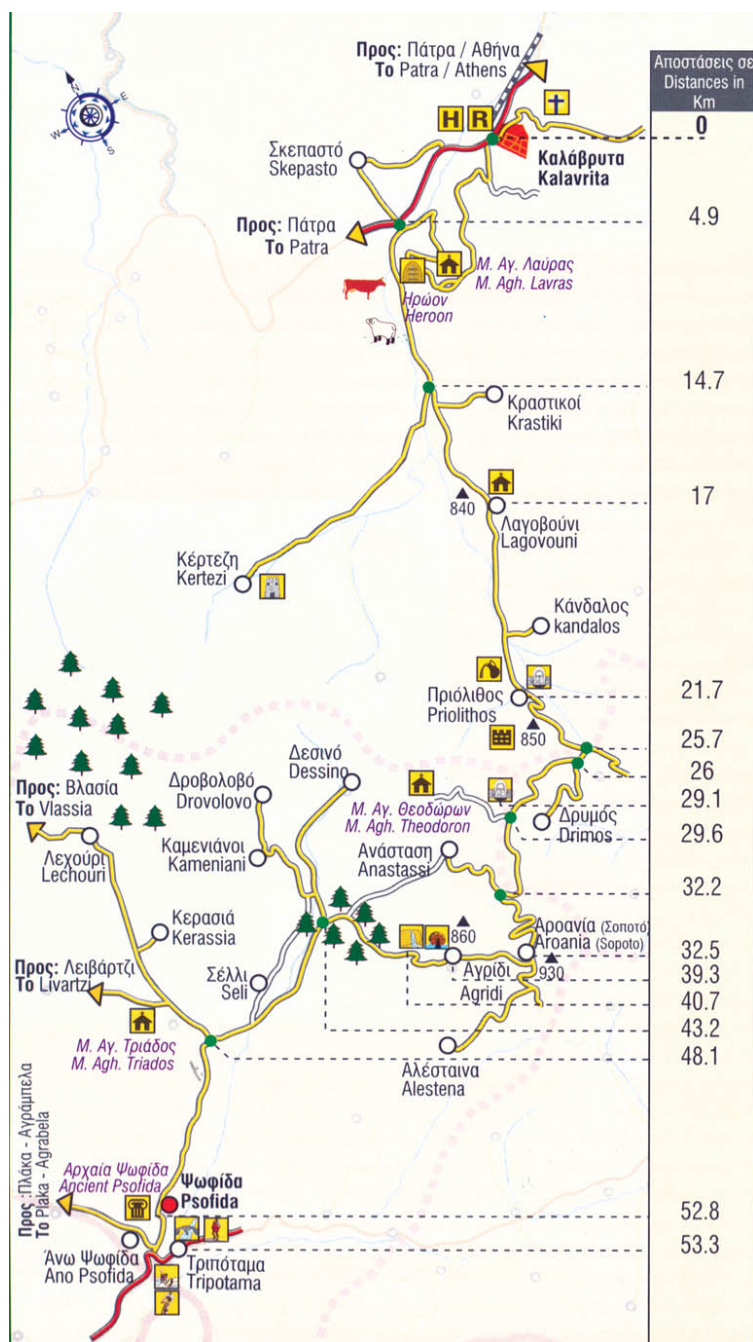 Προς: Πάτρα / Αθήνα
To Patra / Athens
Αποστάσεις σε
Distances in
Km
N
E
W
S
H R
0
Σκεπαστό
Skepasto
Καλάβρυτα
Kalavrita
Προς: Πάτρα
To Patra
4.9
Μ. Αγ. Λαύρας
M. Agh. Lavras
Ηρώον
Heroon
14.7
Κραστικοί
Krastiki
840
17
Λαγοβούνι
Lagovouni
Κέρτεζη
Kertezi
Κάνδαλος
kandalos
Πριόλιθος
Priolithos
21.7
850
25.7
26
Δεσινό
Dessino
Δροβολοβό
Drovolovo
Προς: Βλασία
To Vlassia
Μ. Αγ. Θεοδώρων
M. Agh. Theodoron
29.1
Δρυμός
Drimos
29.6
Λεχούρι
Lechouri
Καμενιάνοι
Kameniani
Ανάσταση
Anastassi
32.2
Κερασιά
Kerassia
860
Αροανία (Σοποτό)
Aroania (Sopoto)
32.5
930
Προς: Λειβάρτζι
To Livartzi
Σέλλι
Seli
Αγρίδι
Agridi
39.3
40.7
43.2
Μ. Αγ. Τριάδος
M. Agh. Triados
48.1
Αλέσταινα
Alestena
Προς :Πλάκα - Αγράμπελα
To Plaka - Agrabela
Αρχαία Ψωφίδα
Ancient Psofida
Ψωφίδα
Psofida
52.8
Άνω Ψωφίδα
Ano Psofida
Τριπόταμα
Tripotama
53.3